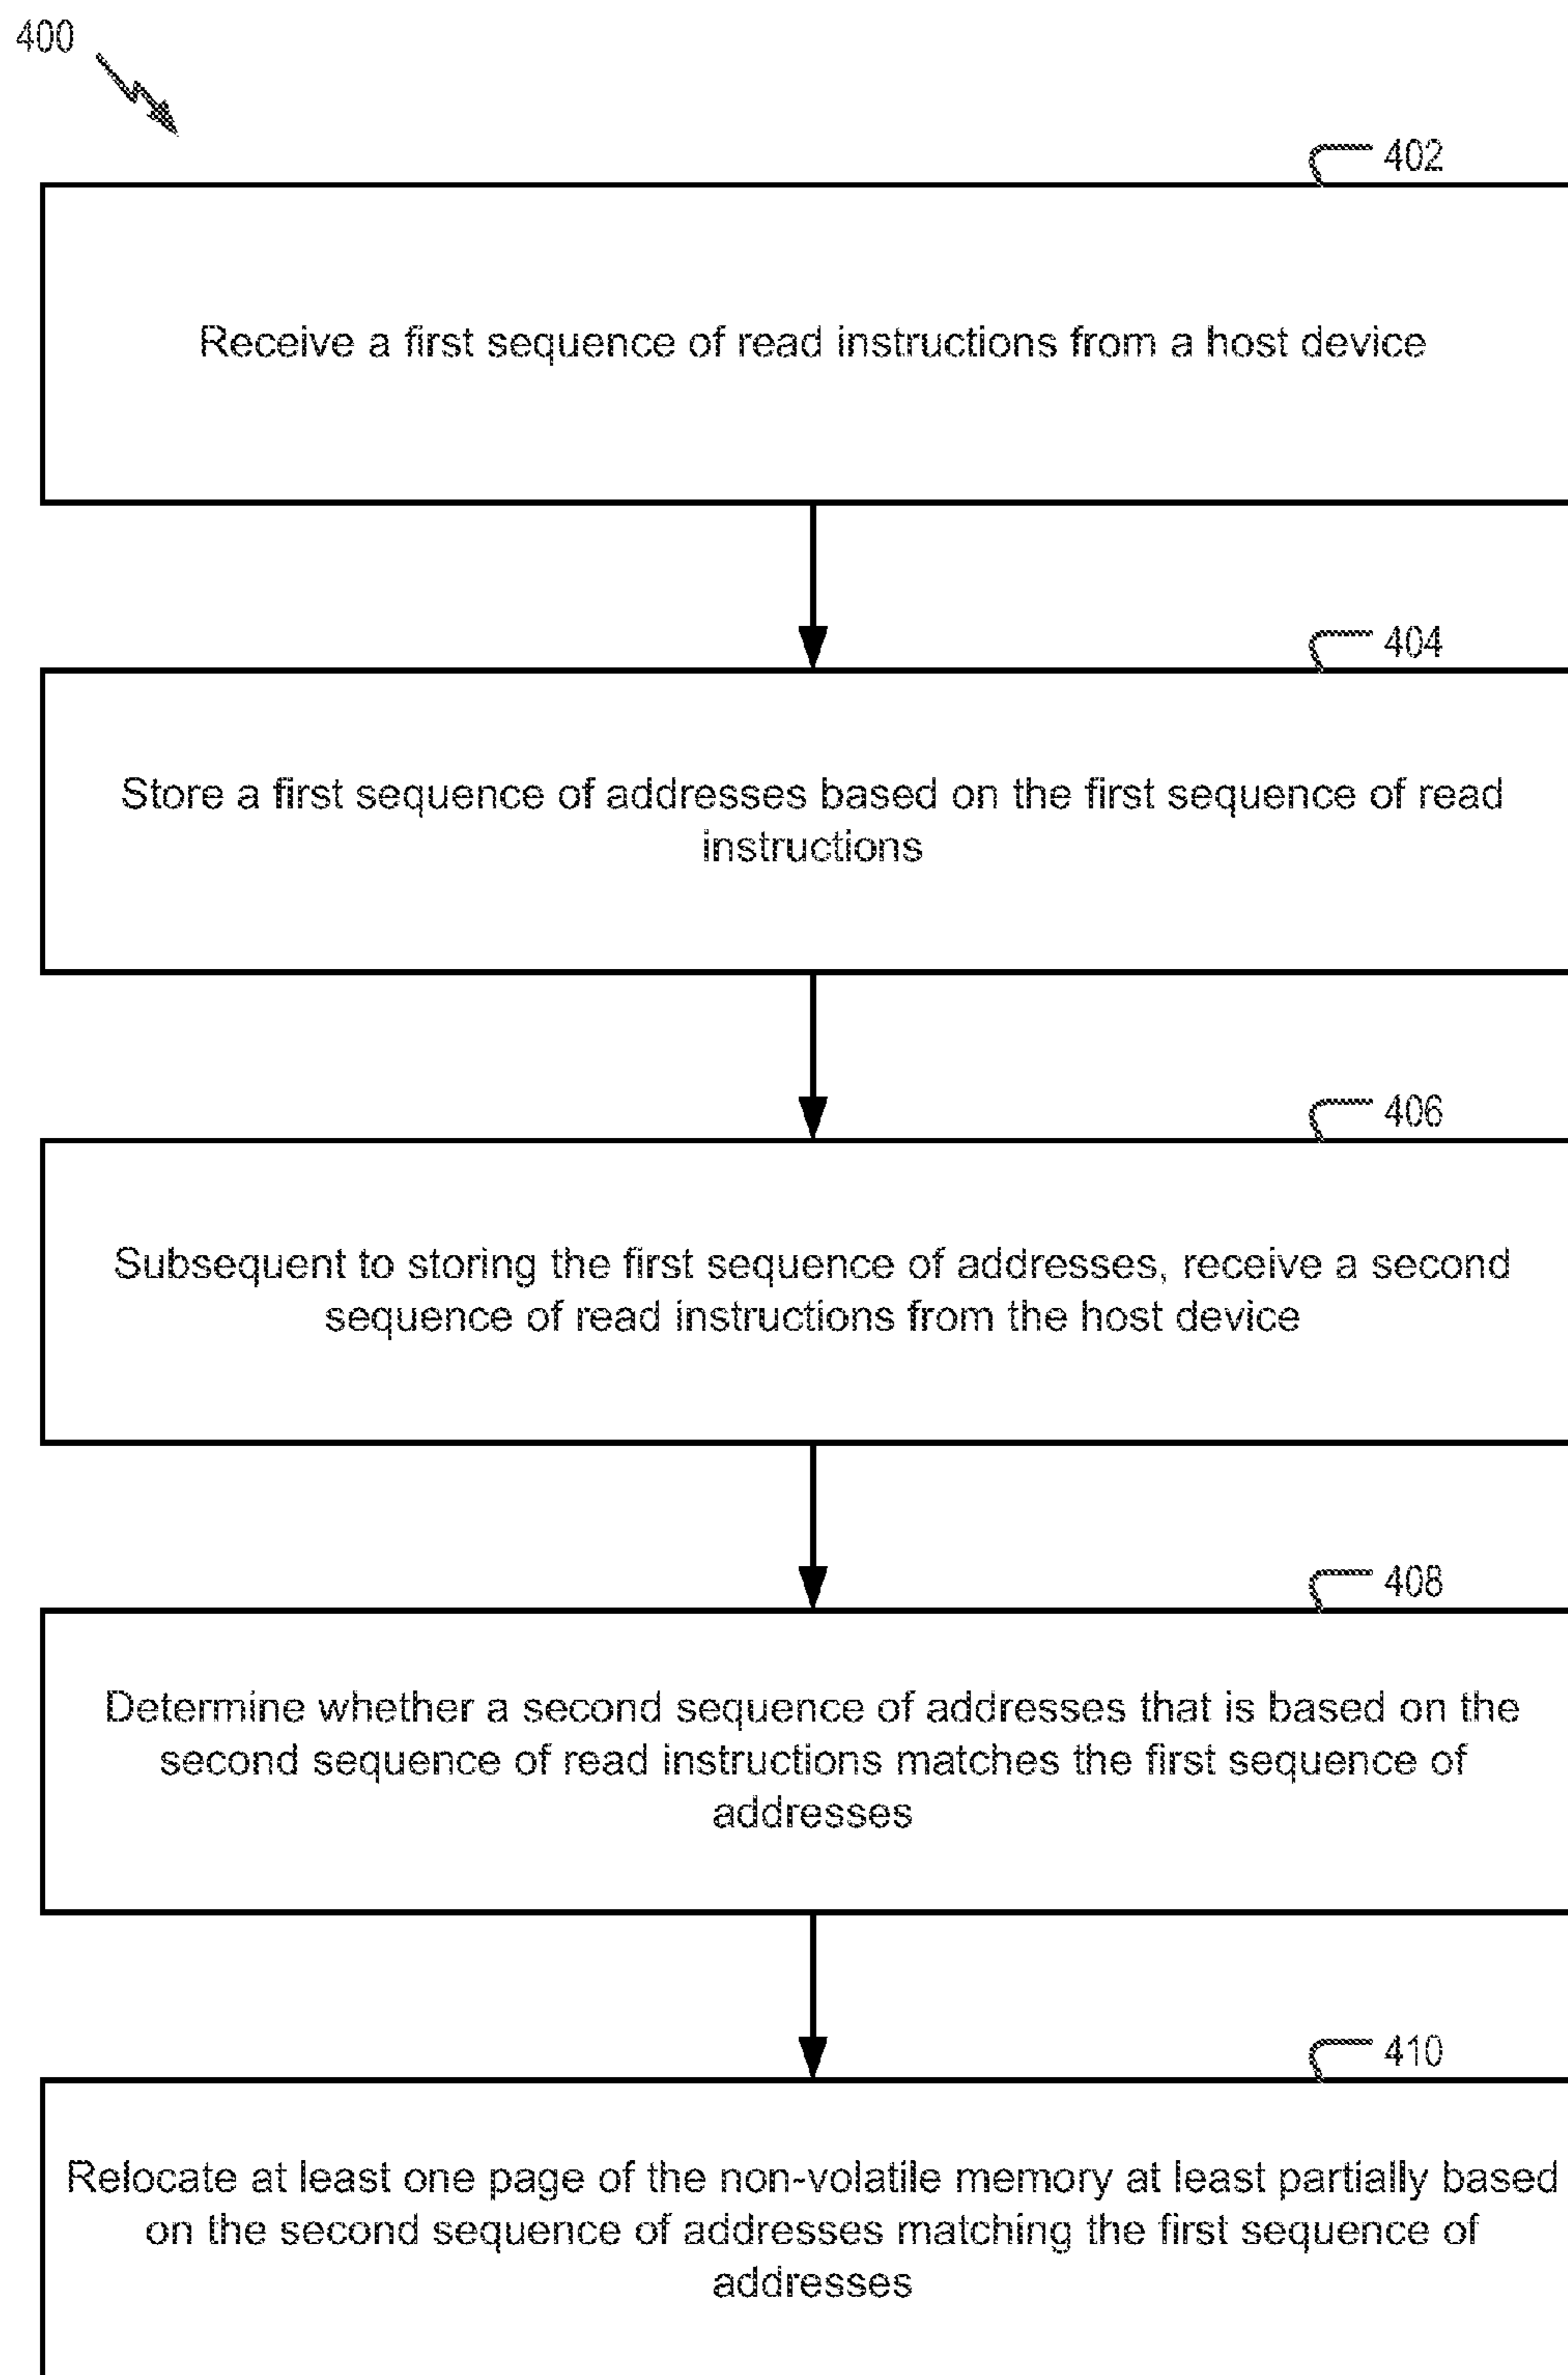 400
402
Receive a first sequence of read instructions from a host device
404
Store a first sequence of addresses based on the first sequence of read
instructions
406
Subsequent to storing the first sequence of addresses, receive a second
sequence of read instructions from the host device
408
Determine whether a second sequence of addresses that is based on the
second sequence of read instructions matches the first sequence of
addresses
410
Relocate at least one page of the non-volatile memory at least partially based
on the second sequence of addresses matching the first sequence of
addresses